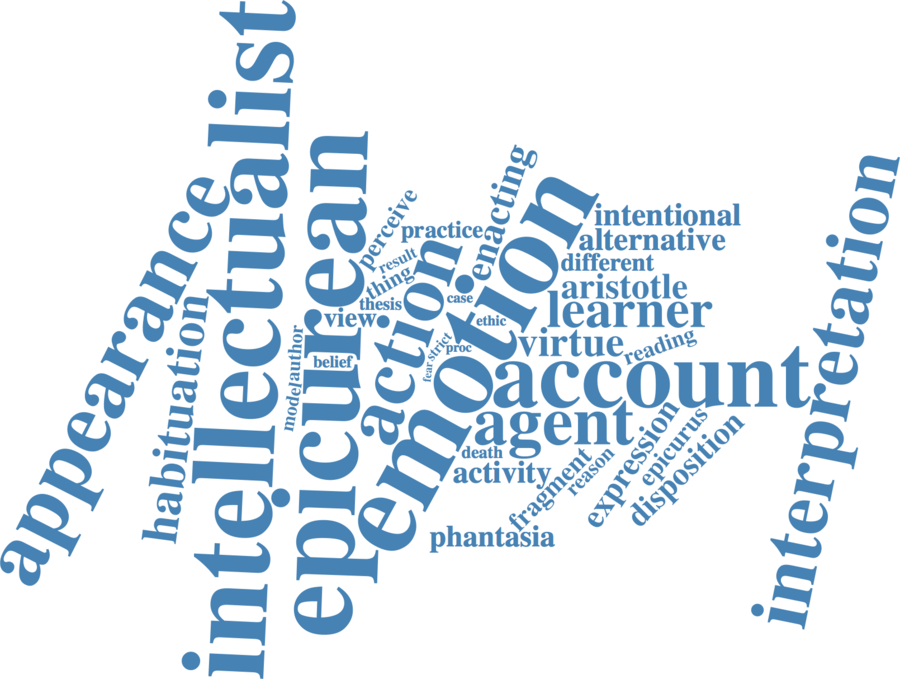 appearance
habituation
intellectualist
epicurean
model
author
belief
view
thesis
thing
result
perceive
practice
action
case
ethic
proc
strict
fear
emotion
enacting
intentional
alternative
different
aristotle
learner
virtue
reading
account
agent
death
activity
fragment
reason
expression
epicurus
disposition
phantasia
interpretation